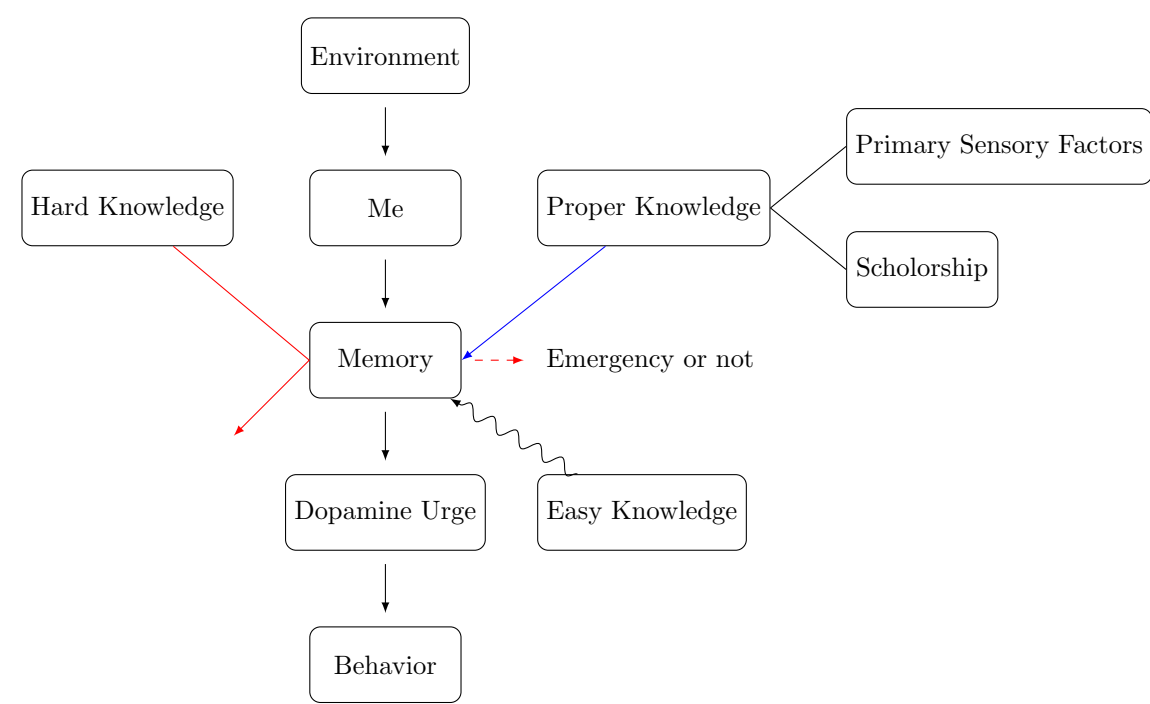 Environment
Primary Sensory Factors
Hard Knowledge
Me
Proper Knowledge
Scholorship
Memory
Emergency or not
Dopamine Urge
Easy Knowledge
Behavior